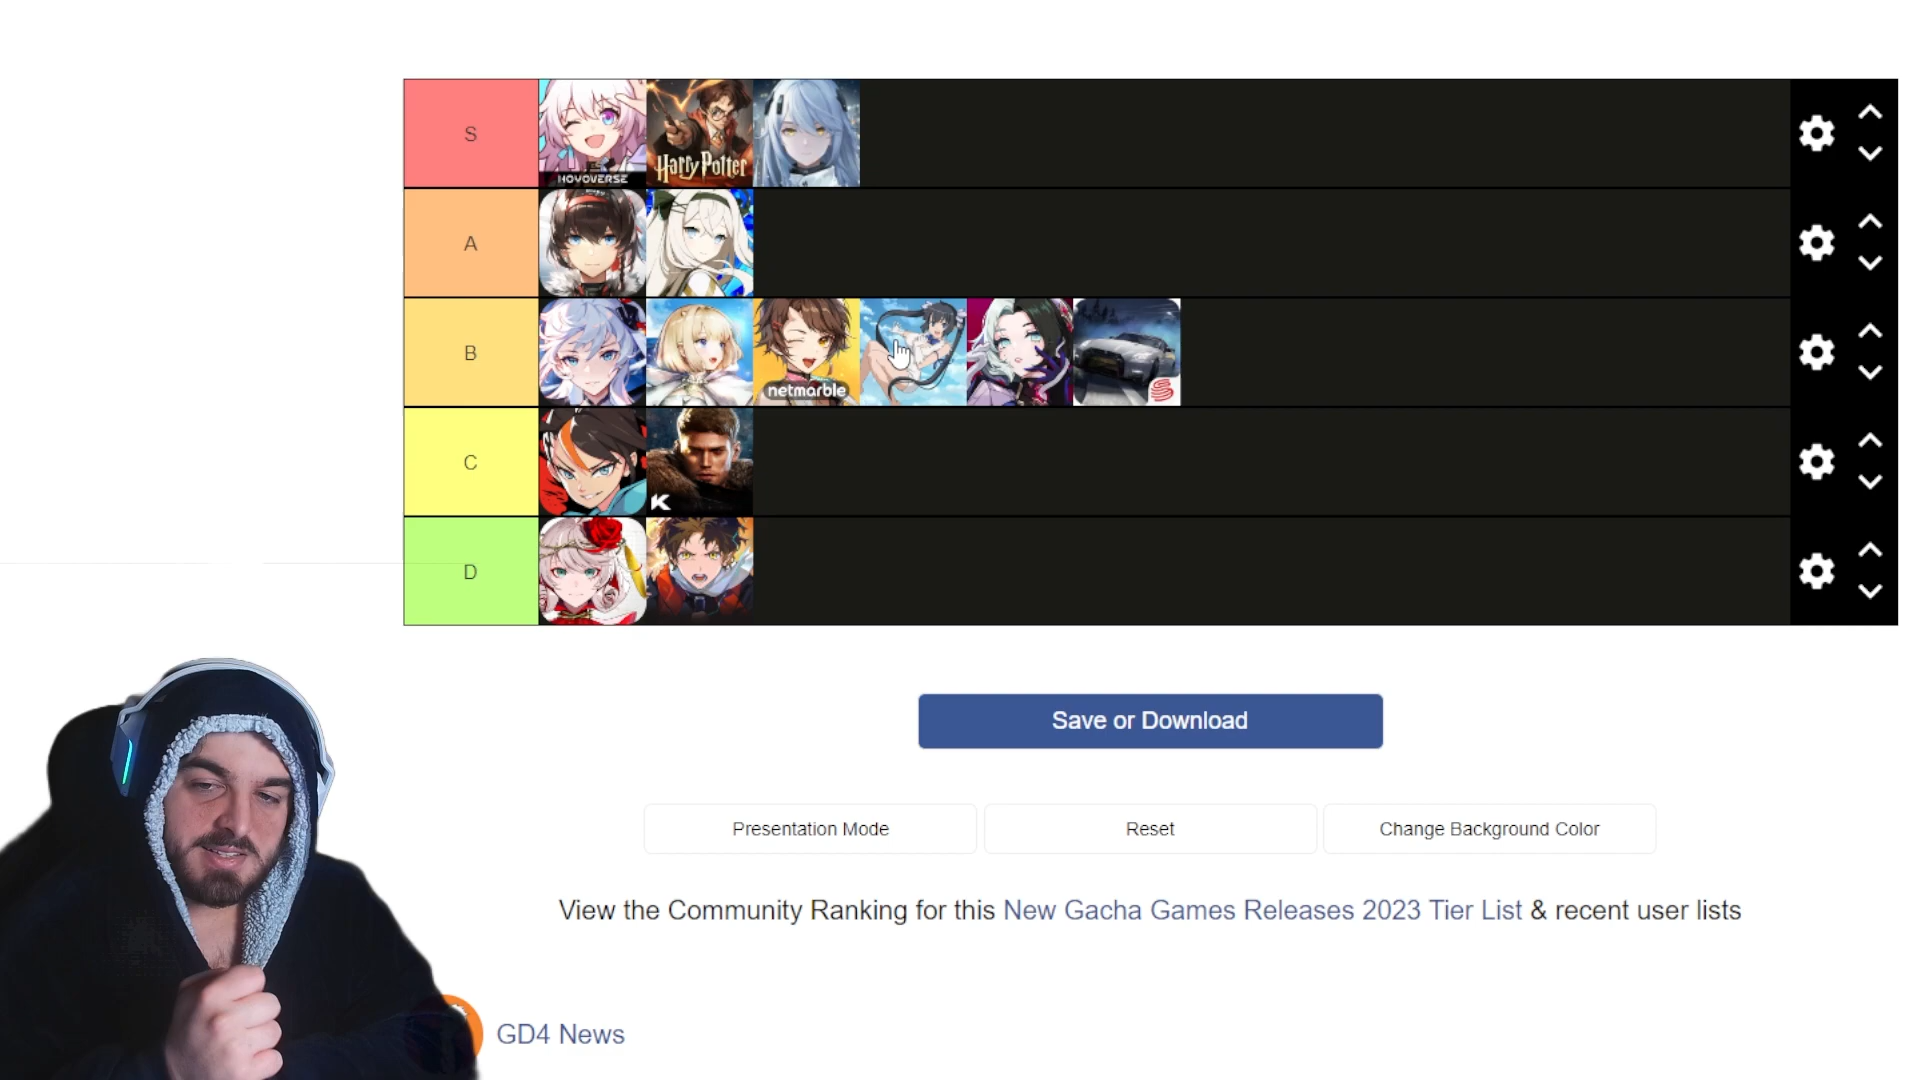 S
HOYOVERSE
Harry Potter
A
B
netmarble
C
K
D
Save or Download
Presentation Mode
Reset
Change Background Color
View the Community Ranking for this New Gacha Games Releases 2023 Tier List & recent user lists
GD4 News